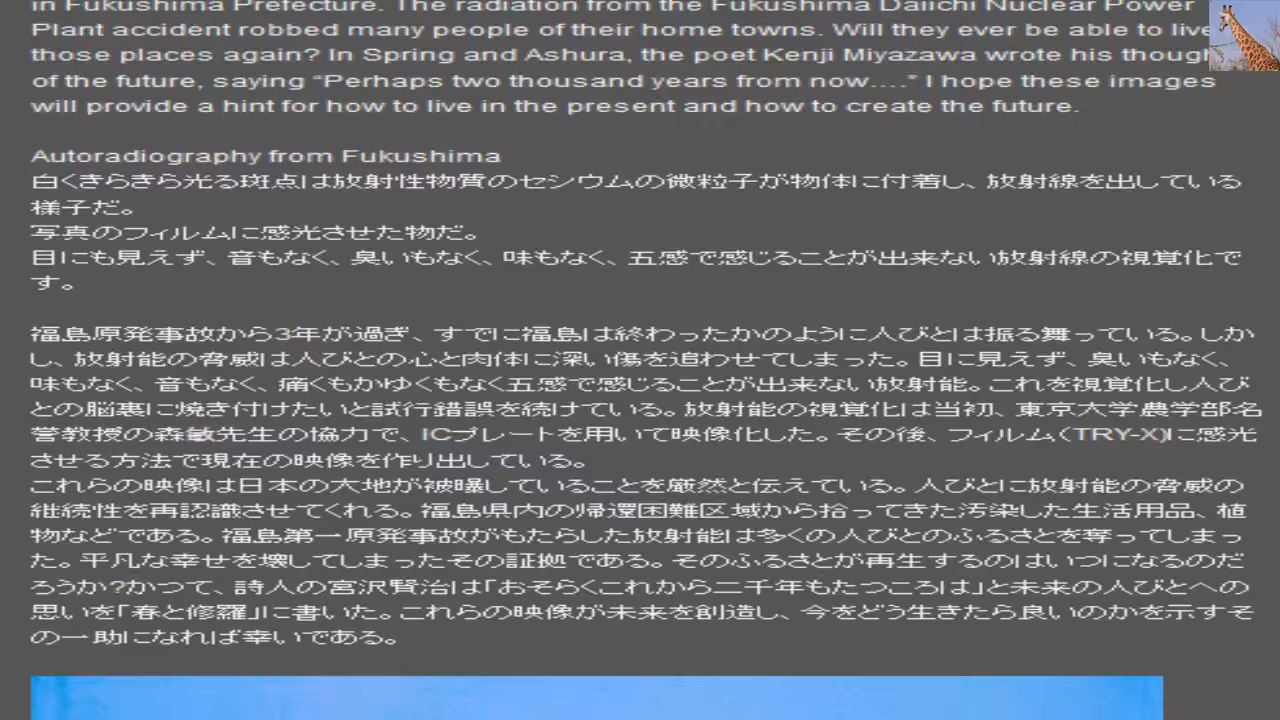 in Fukushima Prefecture. The radiation from the Fukushima Daiichi Nuclear Power
Plant accident robbed many people of their home towns. Will they ever be able to live
those places again? In Spring and Ashura, the poet Kenji Miyazawa wrote his though
of the future, saying “Perhaps two thousand years from now....” I hope these images
will provide a hint for how to live in the present and how to create the future.
Autoradiography from Fukushima
白くきらきら光る斑点は放射性物質のセシウムの微粒子が物体に付着し、放射線を出している
様子だ。
写真のフィルムに感光させた物だ。
目にも見えず、音もなく、臭いもなく、味もなく、五感で感じることが出来ない放射線の視覚化で
す。
福島原発事故から3年が過ぎ、すでに福島は終わったかのように人びとは振る舞っている。しか
し、放射能の脅威は人びとの心と肉体に深い傷を追わせてしまった。目に見えず、臭いもなく、
味もなく、音もなく、痛くもかゆくもなく五感で感じることが出来ない放射能。これを視覚化し人び
との脳裏に焼き付けたいと試行錯誤を続けている。放射能の視覚化は当初、東京大学農学部名
誉教授の森敏先生の協力で、ICプレートを用いて映像化した。その後、フィルム（TRY-X)に感光
させる方法で現在の映像を作り出している。
これらの映像は日本の大地が被曝していることを厳然と伝えている。人びとに放射能の脅威の
継続性を再認識させてくれる。福島県内の帰還困難区域から拾ってきた汚染した生活用品、植
物などである。福島第一原発事故がもたらした放射能は多くの人びとのふるさとを奪ってしまっ
た。平凡な幸せを壊してしまったその証拠である。そのふるさとが再生するのはいつになるのだ
ろうか?かつて、詩人の宮沢賢治は「おそらくこれから二千年もたつころは」と未来の人びとへの
思いを「春と修羅」に書いた。これらの映像が未来を創造し、今をどう生きたら良いのかを示すそ
の一助になれば幸いである。